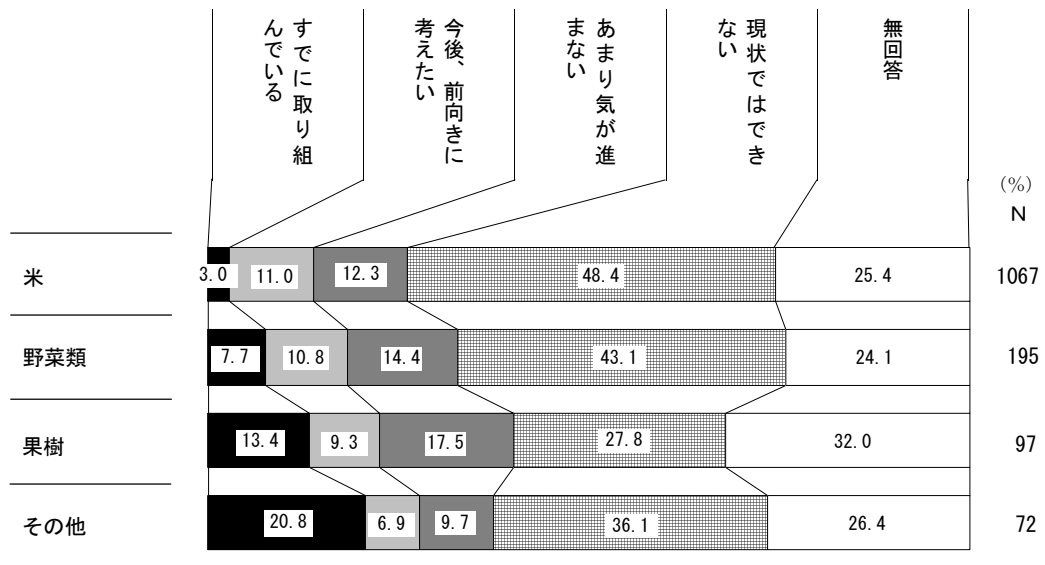 すでに取り組
んでいる
今後、前向きに
考えたい
あまり気が進
まない
現状ではでき
ない
無回答
(%)
N
米 3.0 11.0 12.3 48.4 25.4 1067
野菜類 7.7 10.8 14.4 43.1 24.1 195
果樹 13.4 9.3 17.5 27.8 32.0 97
その他 20.8 6.9 9.7 36.1 26.4 72